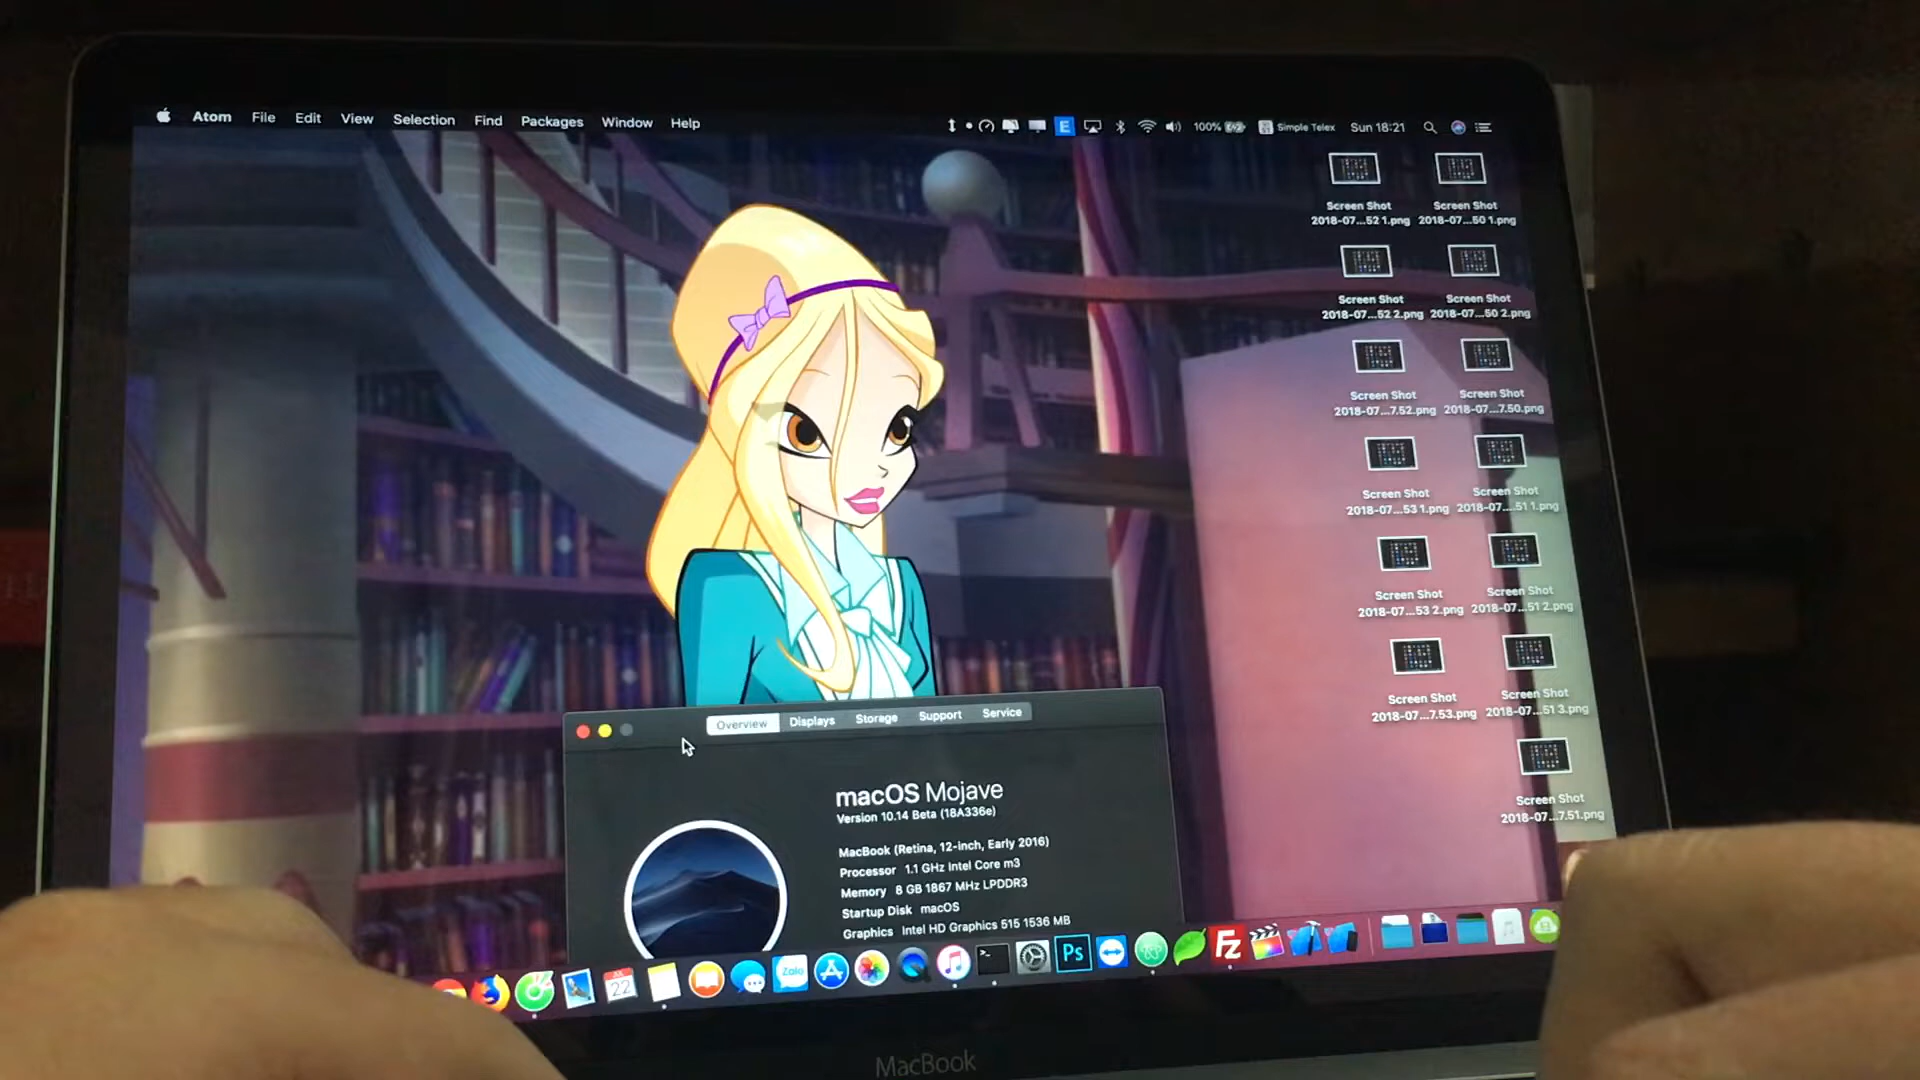 Atom File Edit View Selection Find Packages Window Help
E 100% Simple Telex Sun 18:21
Screen Shot
2018-07...52 1.png
Screen Shot
2018-07...50 1.png
Screen Shot
2018-07...52 2.png
Screen Shot
2018-07...50 2.png
Screen Shot
2018-07...7.52.png
Screen Shot
2018-07...7.50.png
Screen Shot
2018-07...53 1.png
Screen Shot
2018-07....51 1.png
Screen Shot
2018-07...53 2.png
Screen Shot
2018-07...51 2.png
Screen Shot
2018-07...7.53.png
Screen Shot
2018-07...51 3.png
Screen Shot
2018-07...7.51.png
Overview Displays Storage Support Service
macOS Mojave
Version 10.14 Beta (18A336e)
MacBook (Retina, 12-inch, Early 2016)
Processor 1.1 GHz Intel Core m3
Memory 8 GB 1867 MHz LPDDR3
Startup Disk macOS
Graphics Intel HD Graphics 515 1536 MB
22
Zalo
Ps
Fz
MacBook